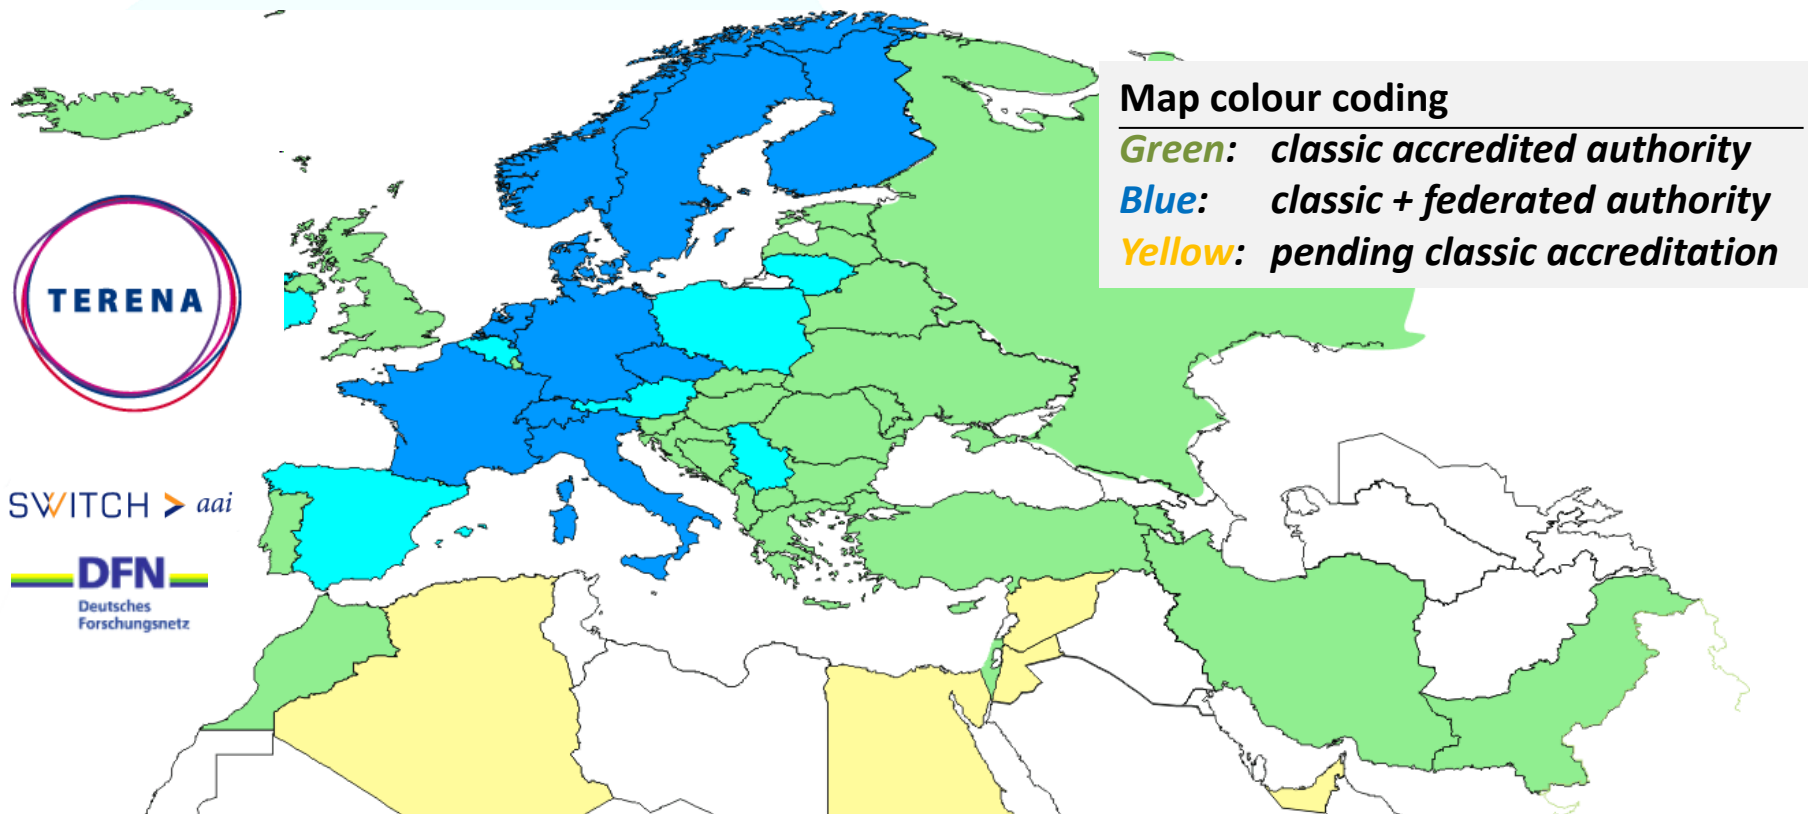 Map colour coding
Green: classic accredited authority
Blue: classic + federated authority
Yellow: pending classic accreditation
TERENA
SWITCH > aai
DFN
Deutsches
Forschungsnetz